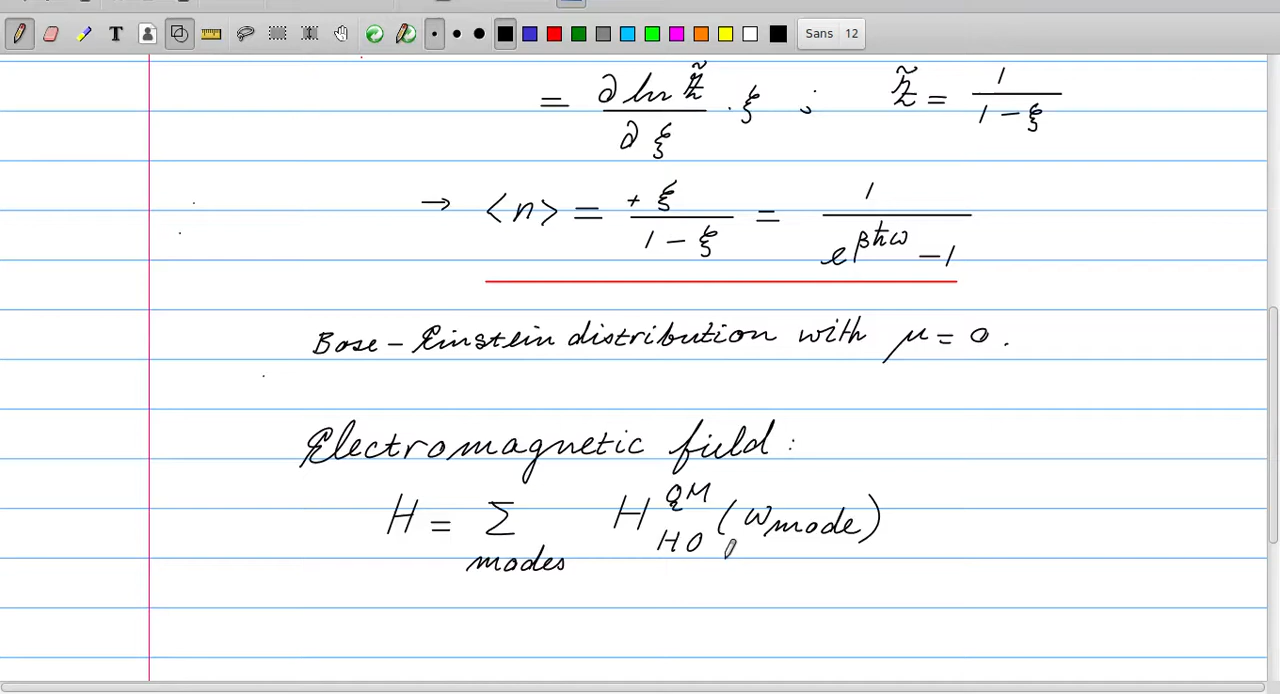 Sans 12
= ∂ ln Z̃ / ∂ξ · ξ ; Z̃ = 1 / (1 − ξ)
→ <n> = + ξ / (1 − ξ) = 1 / (e^{βħω} − 1)
Bose - Einstein distribution with μ = 0 .
Electromagnetic field :
H = Σ_{modes} H^{QM}_{HO} (ω_{mode})